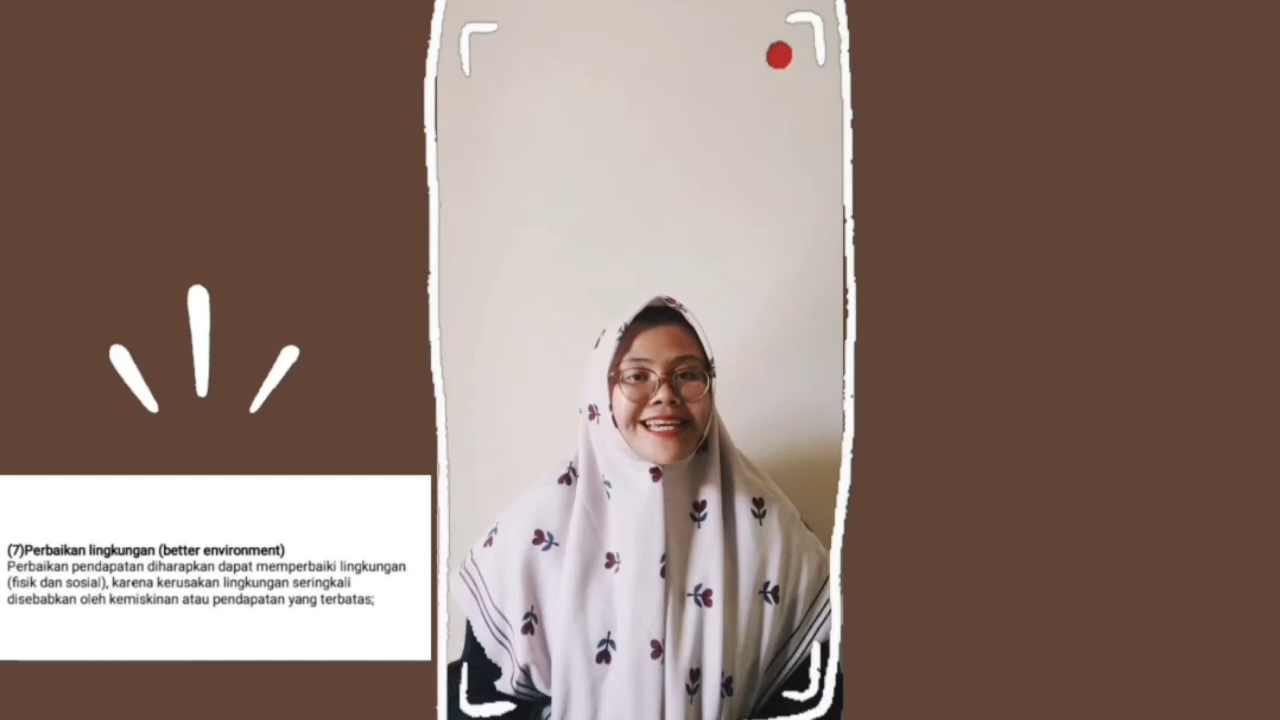 (7)Perbaikan lingkungan (better environment)
Perbaikan pendapatan diharapkan dapat memperbaiki lingkungan
(fisik dan sosial), karena kerusakan lingkungan seringkali
disebabkan oleh kemiskinan atau pendapatan yang terbatas;